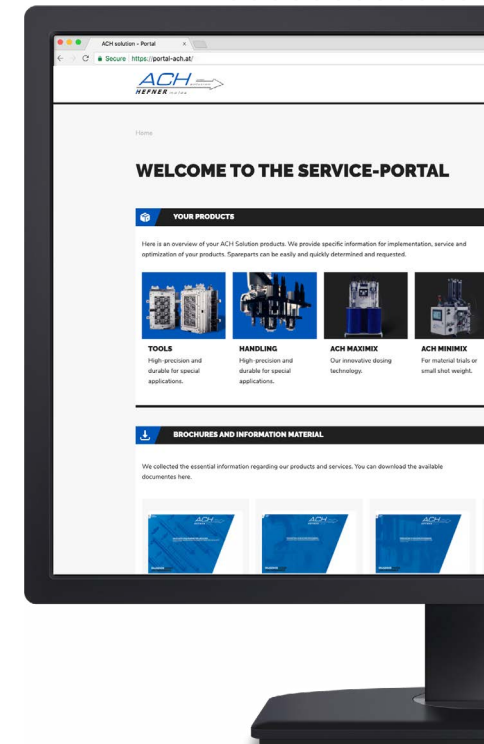 ACH solution - Portal
Secure | https://portal-ach.at/
ACH
HEFNER
Home
WELCOME TO THE SERVICE-PORTAL
YOUR PRODUCTS
Here is an overview of your ACH Solution products. We provide specific information for implementation, service and
optimization of your products. Spareparts can be easily and quickly determined and requested.
TOOLS
High-precision and
durable for special
applications.
HANDLING
High-precision and
durable for special
applications.
ACH MAXIMIX
Our innovative dosing
technology.
ACH MINIMIX
For material trials or
small shot weight.
BROCHURES AND INFORMATION MATERIAL
We collected the essential information regarding our products and services. You can download the available
documentes here.
ACH
ACH
ACH